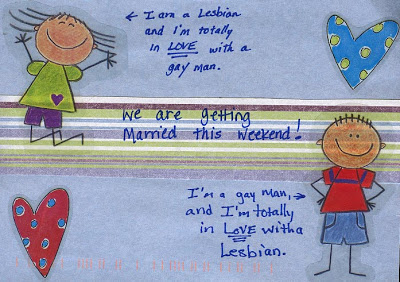 ← I am a Lesbian
and I'm totally
in LOVE with a
gay man.
We are getting
Married this weekend!
I'm a gay man, →
and I'm totally
in LOVE with a
Lesbian.